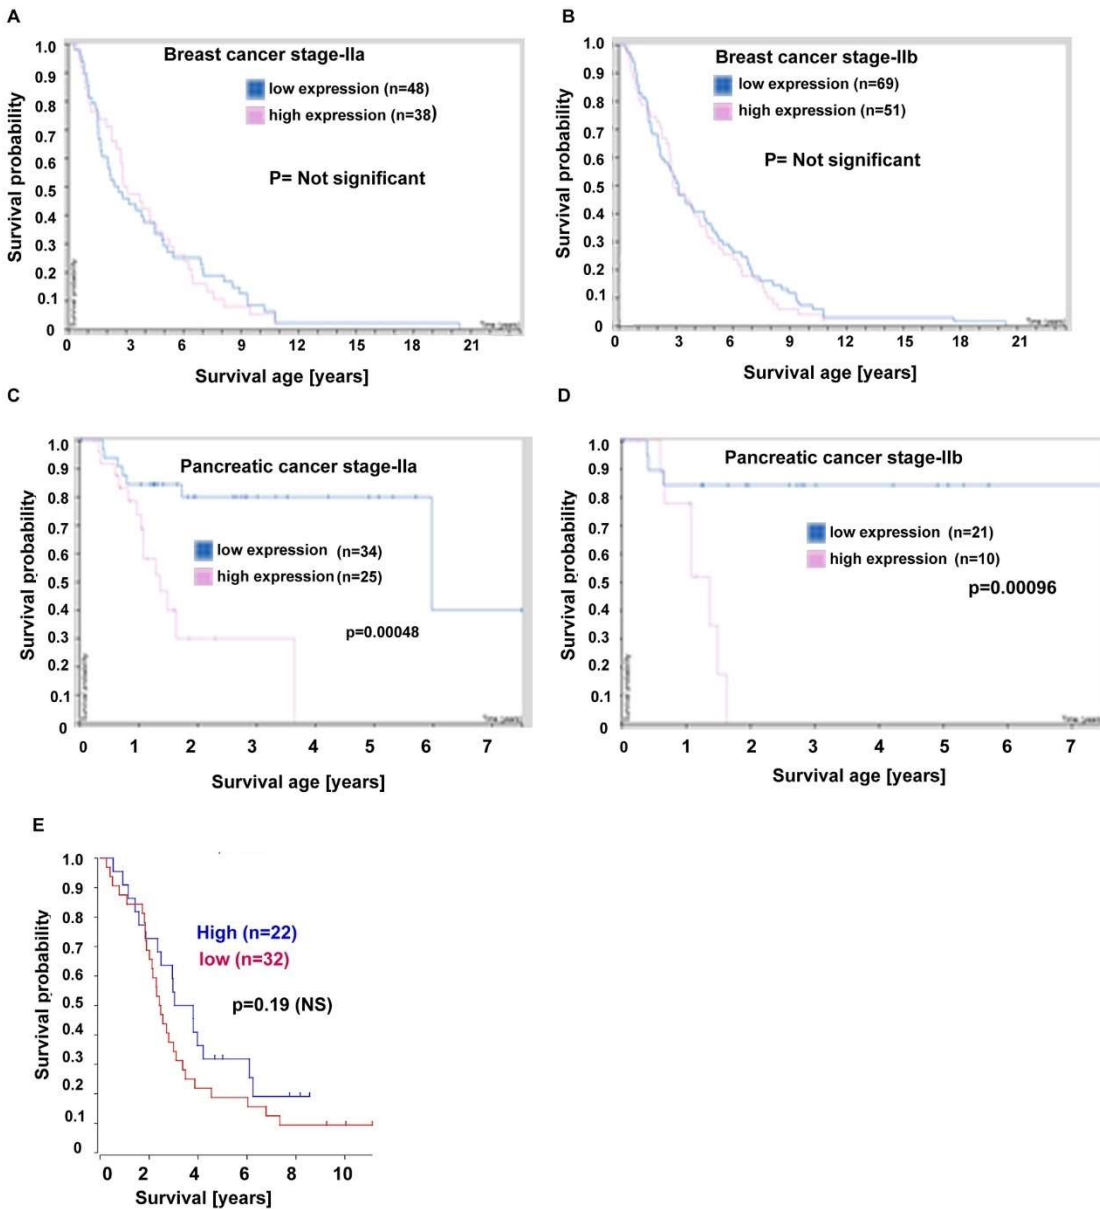 A
Breast cancer stage-IIa
low expression (n=48)
high expression (n=38)
P= Not significant
Survival probability
1.0
0.9
0.8
0.7
0.6
0.5
0.4
0.3
0.2
0.1
0
0 3 6 9 12 15 18 21
Time [years]
Survival age [years]
B
Breast cancer stage-IIb
low expression (n=69)
high expression (n=51)
P= Not significant
Survival probability
1.0
0.9
0.8
0.7
0.6
0.5
0.4
0.3
0.2
0.1
0
0 3 6 9 12 15 18 21
Survival age [years]
C
Pancreatic cancer stage-IIa
low expression (n=34)
high expression (n=25)
p=0.00048
Survival probability
1.0
0.9
0.8
0.7
0.6
0.5
0.4
0.3
0.2
0.1
0
Survival probability
Time [years]
0 1 2 3 4 5 6 7
Survival age [years]
D
Pancreatic cancer stage-IIb
low expression (n=21)
high expression (n=10)
p=0.00096
Survival probability
1.0
0.9
0.8
0.7
0.6
0.5
0.4
0.3
0.2
0.1
0
Survival probability
Time [years]
0 1 2 3 4 5 6 7
Survival age [years]
E
High (n=22)
low (n=32)
p=0.19 (NS)
Survival probability
1.0
0.9
0.8
0.7
0.6
0.5
0.4
0.3
0.2
0.1
0
0 2 4 6 8 10
Survival [years]